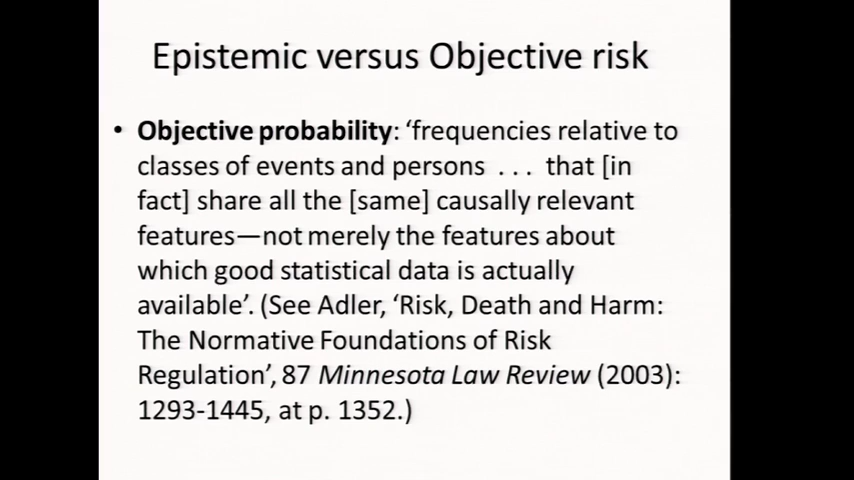 Epistemic versus Objective risk
• Objective probability: ‘frequencies relative to
classes of events and persons . . . that [in
fact] share all the [same] causally relevant
features—not merely the features about
which good statistical data is actually
available’. (See Adler, ‘Risk, Death and Harm:
The Normative Foundations of Risk
Regulation’, 87 Minnesota Law Review (2003):
1293-1445, at p. 1352.)